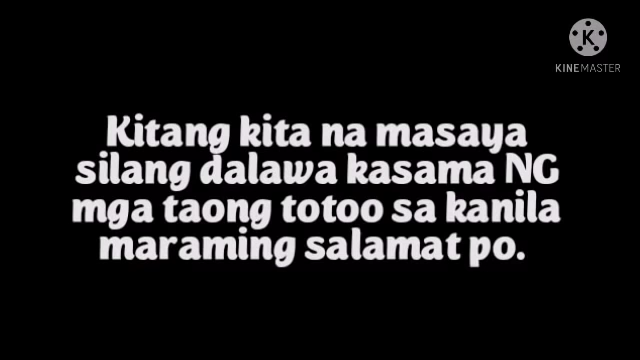 KINEMASTER
Kitang kita na masaya
silang dalawa kasama NG
mga taong totoo sa kanila
maraming salamat po.